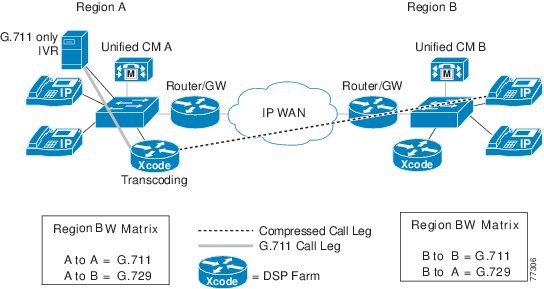 Region A
Region B
G.711 only
IVR
Unified CM A
Unified CM B
M
M
Router/GW
Router/GW
IP
IP
IP WAN
IP
IP
Xcode
Xcode
Transcoding
Region BW Matrix
A to A = G.711
A to B = G.729
Compressed Call Leg
G.711 Call Leg
Xcode
= DSP Farm
Region BW Matrix
B to B = G.711
B to A = G.729
77306